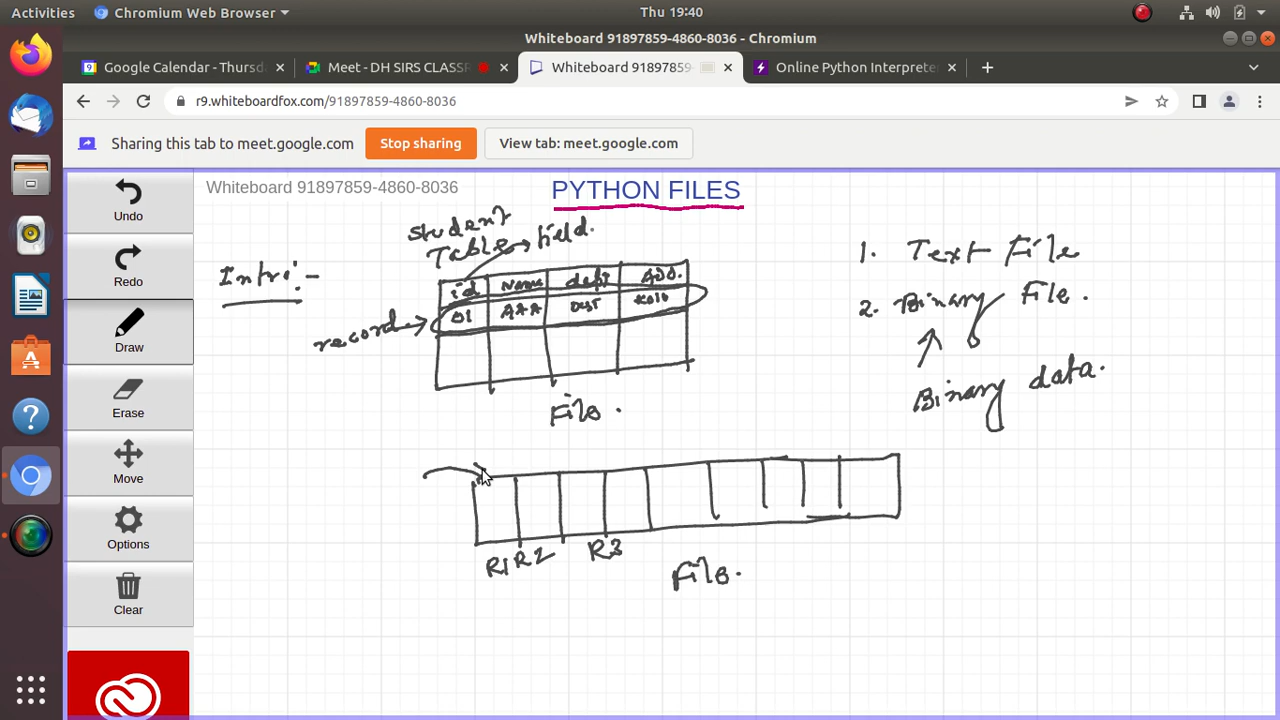 Activities Chromium Web Browser Thu 19:40
Whiteboard 91897859-4860-8036 - Chromium
Google Calendar - Thursda Meet - DH SIRS CLASSR Whiteboard 91897859- Online Python Interprete
r9.whiteboardfox.com/91897859-4860-8036
Sharing this tab to meet.google.com Stop sharing View tab: meet.google.com
Whiteboard 91897859-4860-8036
PYTHON FILES
Undo
Redo
Draw
Erase
Move
Options
Clear
Intro:-
Student
Table
field.
id Name dept ADD.
01 AAA Kolo
record
File.
1. Text File
2. Binary File.
Binary data.
R1 R2 R3
File.